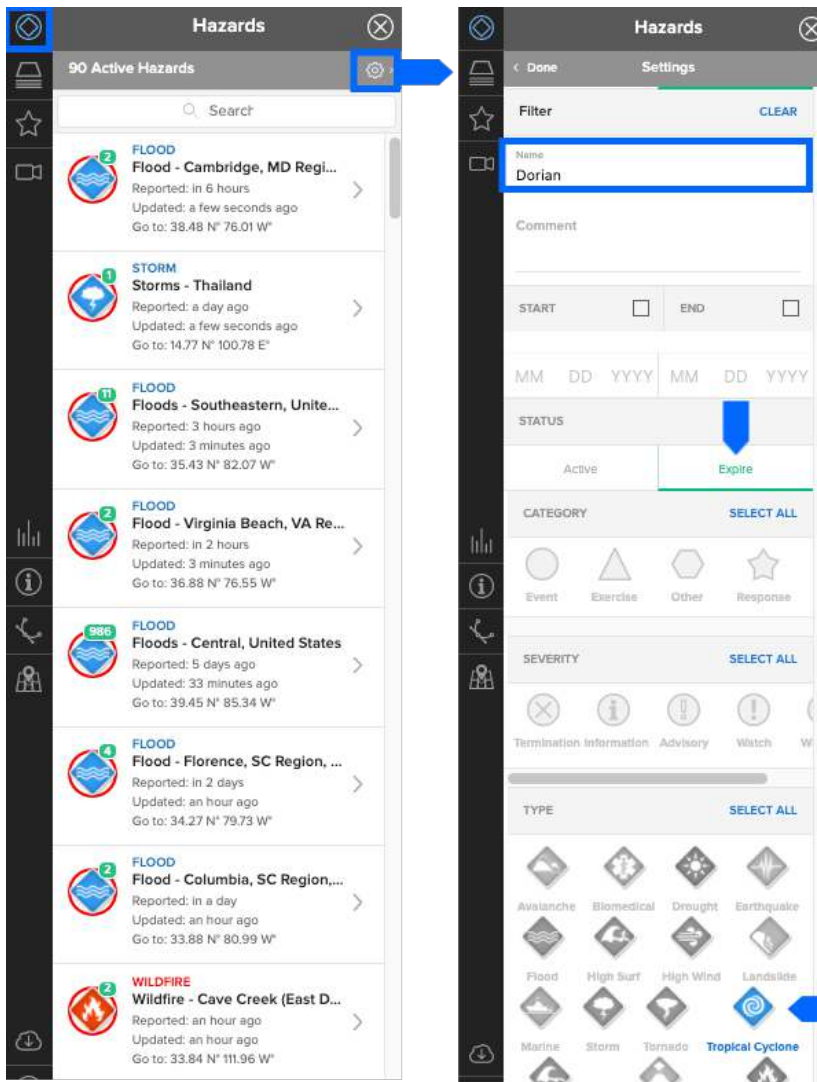 Hazards
90 Active Hazards
Search
2
FLOOD
Flood - Cambridge, MD Regi...
Reported: in 6 hours
Updated: a few seconds ago
Go to: 38.48 N° 76.01 W°
1
STORM
Storms - Thailand
Reported: a day ago
Updated: a few seconds ago
Go to: 14.77 N° 100.78 E°
11
FLOOD
Floods - Southeastern, Unite...
Reported: 3 hours ago
Updated: 3 minutes ago
Go to: 35.43 N° 82.07 W°
2
FLOOD
Flood - Virginia Beach, VA Re...
Reported: in 2 hours
Updated: 3 minutes ago
Go to: 36.88 N° 76.55 W°
986
FLOOD
Floods - Central, United States
Reported: 5 days ago
Updated: 33 minutes ago
Go to: 39.45 N° 85.34 W°
4
FLOOD
Flood - Florence, SC Region, ...
Reported: in 2 days
Updated: an hour ago
Go to: 34.27 N° 79.73 W°
2
FLOOD
Flood - Columbia, SC Region,...
Reported: in a day
Updated: an hour ago
Go to: 33.88 N° 80.99 W°
2
WILDFIRE
Wildfire - Cave Creek (East D...
Reported: an hour ago
Updated: an hour ago
Go to: 33.84 N° 111.96 W°
Hazards
< Done Settings
Filter CLEAR
Name
Dorian
Comment
START END
MM DD YYYY MM DD YYYY
STATUS
Active Expire
CATEGORY SELECT ALL
Event Exercise Other Response
SEVERITY SELECT ALL
Termination Information Advisory Watch W
TYPE SELECT ALL
Avalanche Biomedical Drought Earthquake
Flood High Surf High Wind Landslide
Marine Storm Tornado Tropical Cyclone